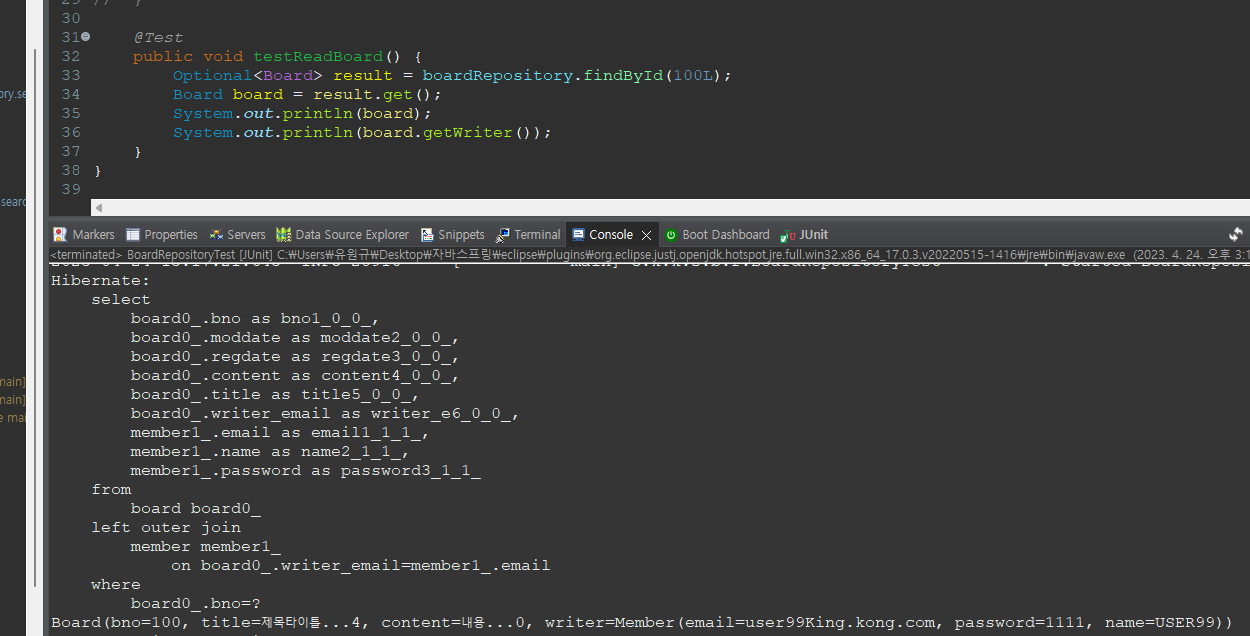 29 // }
30
31 @Test
32 public void testReadBoard() {
33 Optional<Board> result = boardRepository.findById(100L);
34 Board board = result.get();
35 System.out.println(board);
36 System.out.println(board.getWriter());
37 }
38 }
39
ory.se
searc
main]
main]
e mai
Markers Properties Servers Data Source Explorer Snippets Terminal Console Boot Dashboard JUnit
<terminated> BoardRepositoryTest [JUnit] C:₩Users₩유원규₩Desktop₩자바스프링₩eclipse₩plugins₩org.eclipse.justj.openjdk.hotspot.jre.full.win32.x86_64_17.0.3.v20220515-1416₩jre₩bin₩javaw.exe (2023. 4. 24. 오후 3:1
Hibernate:
select
board0_.bno as bno1_0_0_,
board0_.moddate as moddate2_0_0_,
board0_.regdate as regdate3_0_0_,
board0_.content as content4_0_0_,
board0_.title as title5_0_0_,
board0_.writer_email as writer_e6_0_0_,
member1_.email as email1_1_1_,
member1_.name as name2_1_1_,
member1_.password as password3_1_1_
from
board board0_
left outer join
member member1_
on board0_.writer_email=member1_.email
where
board0_.bno=?
Board(bno=100, title=제목타이틀...4, content=내용...0, writer=Member(email=user99King.kong.com, password=1111, name=USER99))